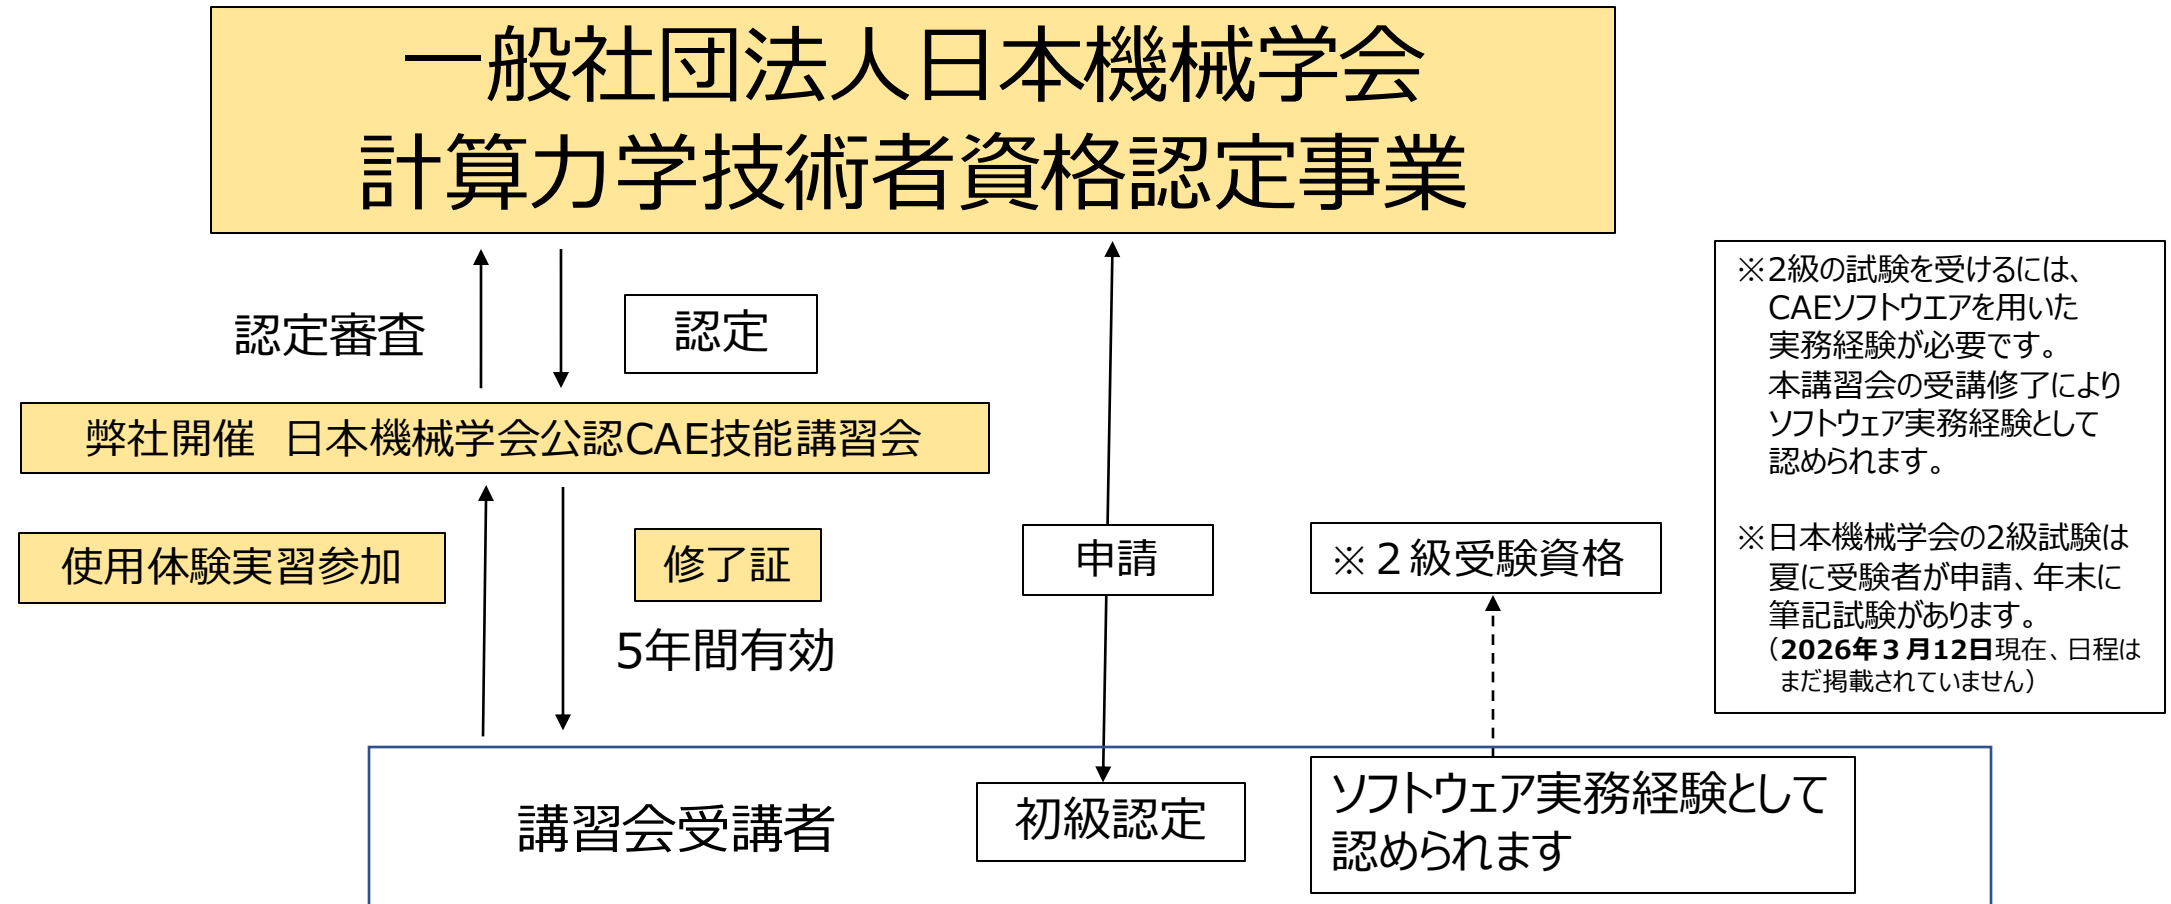 一般社団法人日本機械学会
計算力学技術者資格認定事業
認定審査
認定
弊社開催　日本機械学会公認CAE技能講習会
使用体験実習参加
修了証
5年間有効
申請
※２級受験資格
※2級の試験を受けるには、
CAEソフトウエアを用いた
実務経験が必要です。
本講習会の受講修了により
ソフトウェア実務経験として
認められます。
※日本機械学会の2級試験は
夏に受験者が申請、年末に
筆記試験があります。
（2026年３月12日現在、日程は
まだ掲載されていません）
講習会受講者
初級認定
ソフトウェア実務経験として
認められます